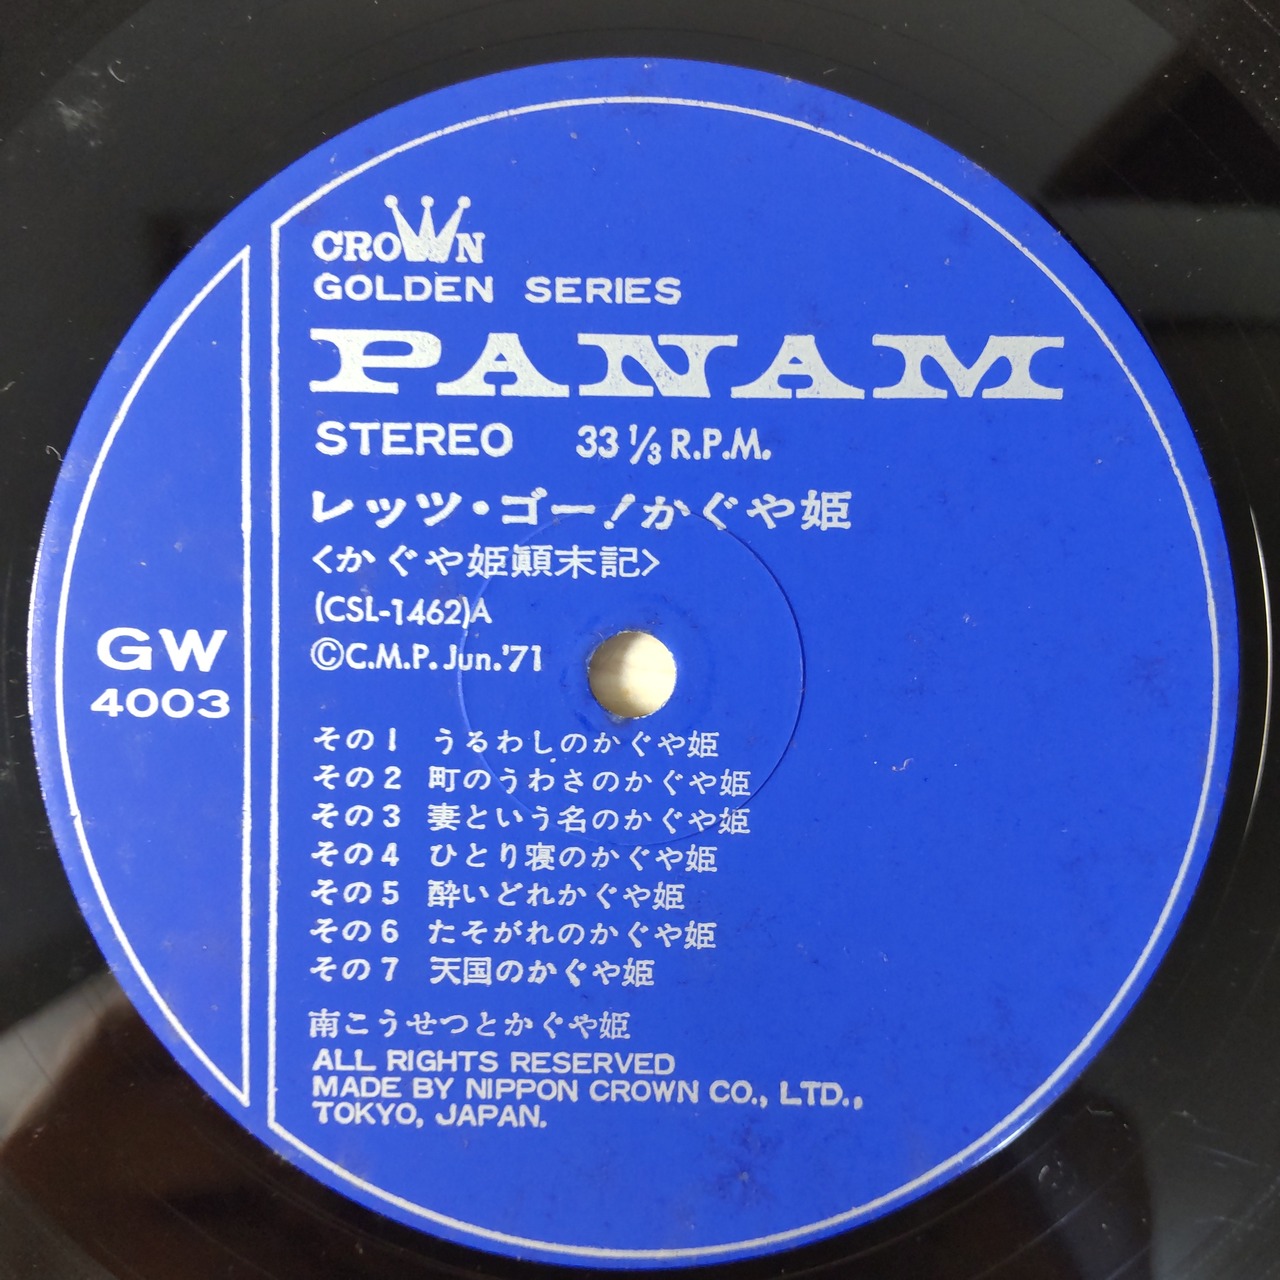 CROWN
GOLDEN SERIES
PANAM
STEREO 33 1/3 R.P.M.
レッツ・ゴー!かぐや姫
<かぐや姫顚末記>
(CSL-1462)A
©C.M.P. Jun.'71
GW
4003
その1 うるわしのかぐや姫
その2 町のうわさのかぐや姫
その3 妻という名のかぐや姫
その4 ひとり寝のかぐや姫
その5 酔いどれかぐや姫
その6 たそがれのかぐや姫
その7 天国のかぐや姫
南こうせつとかぐや姫
ALL RIGHTS RESERVED
MADE BY NIPPON CROWN CO., LTD.,
TOKYO, JAPAN.